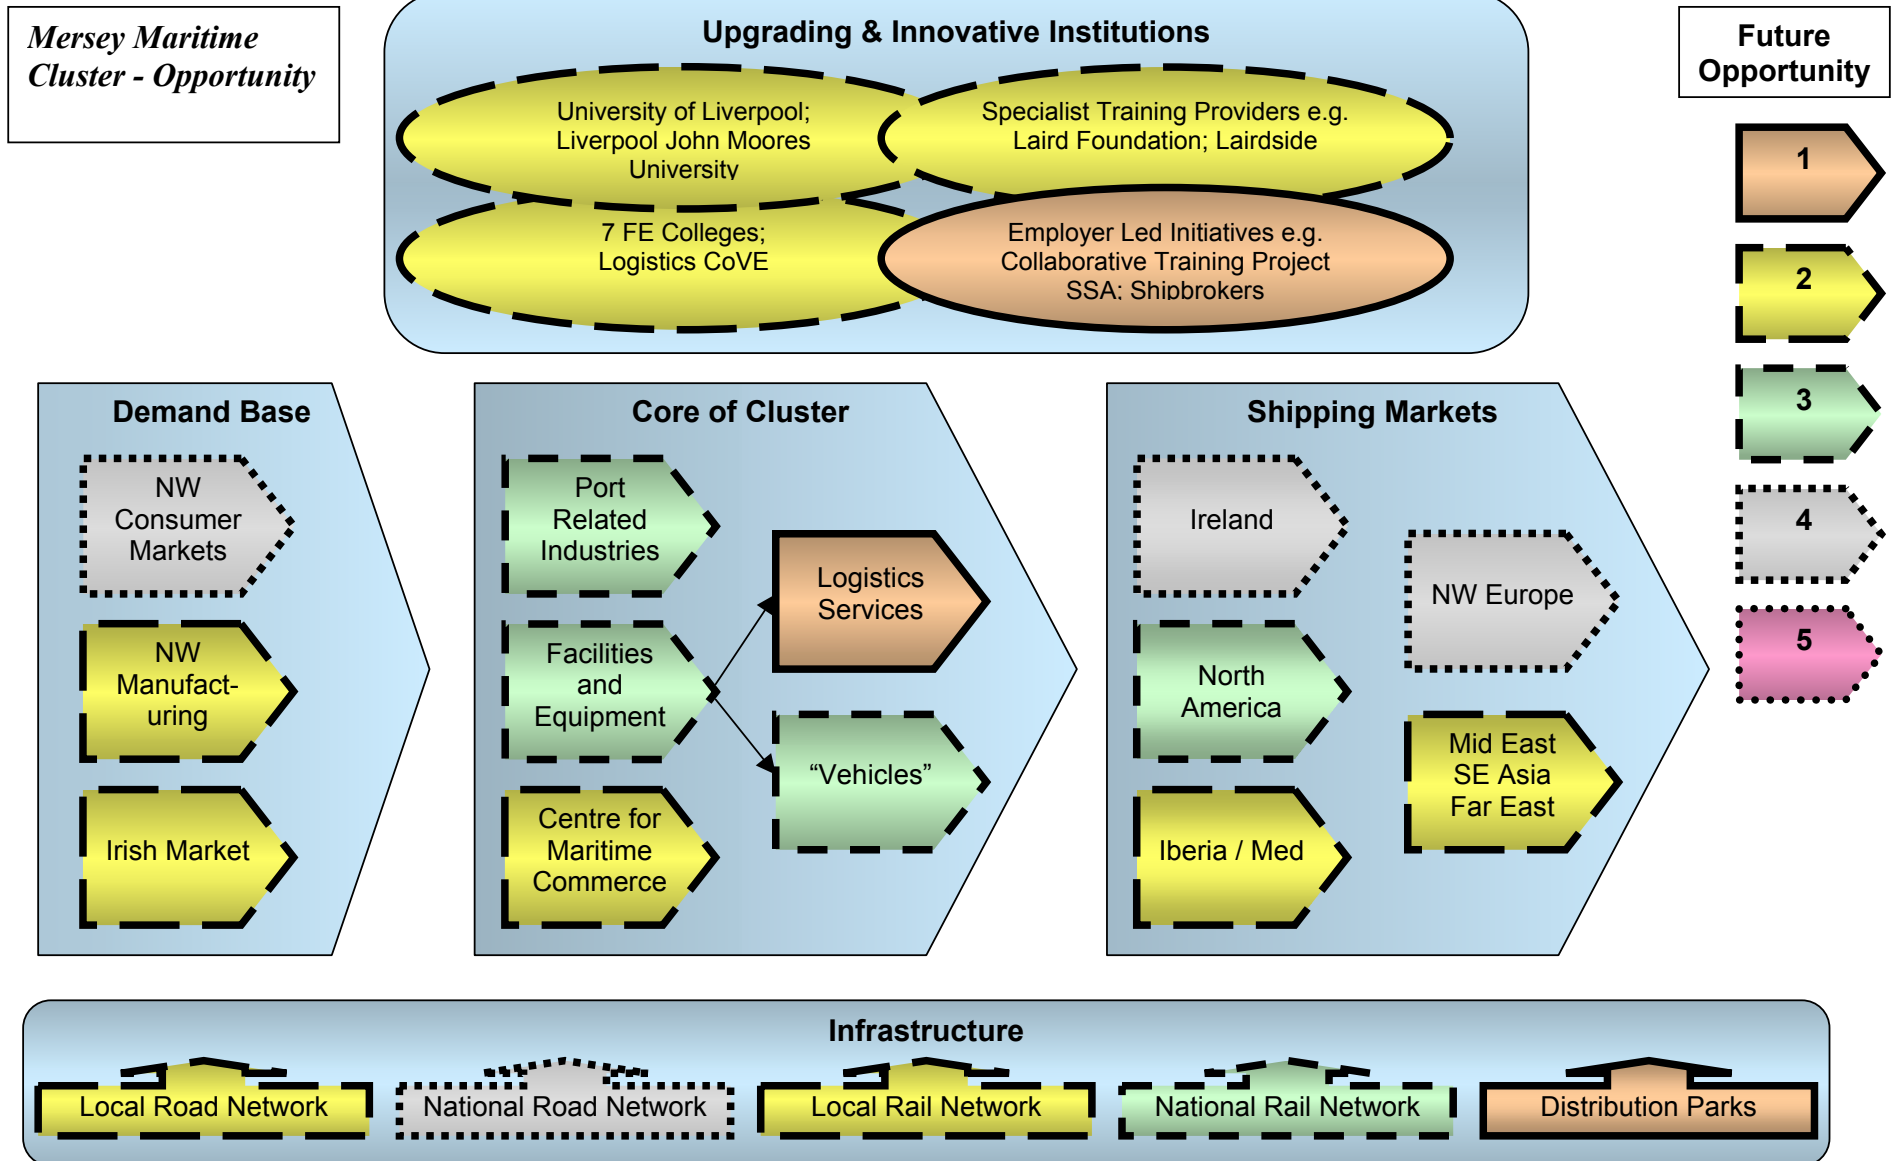 Mersey Maritime
Cluster - Opportunity
Upgrading & Innovative Institutions
University of Liverpool;
Liverpool John Moores
University
Specialist Training Providers e.g.
Laird Foundation; Lairdside
7 FE Colleges;
Logistics CoVE
Employer Led Initiatives e.g.
Collaborative Training Project
SSA; Shipbrokers
Future
Opportunity
1
2
3
4
5
Demand Base
NW
Consumer
Markets
NW
Manufact-
uring
Irish Market
Core of Cluster
Port
Related
Industries
Facilities
and
Equipment
Centre for
Maritime
Commerce
Logistics
Services
“Vehicles”
Shipping Markets
Ireland
North
America
Iberia / Med
NW Europe
Mid East
SE Asia
Far East
Infrastructure
Local Road Network
National Road Network
Local Rail Network
National Rail Network
Distribution Parks